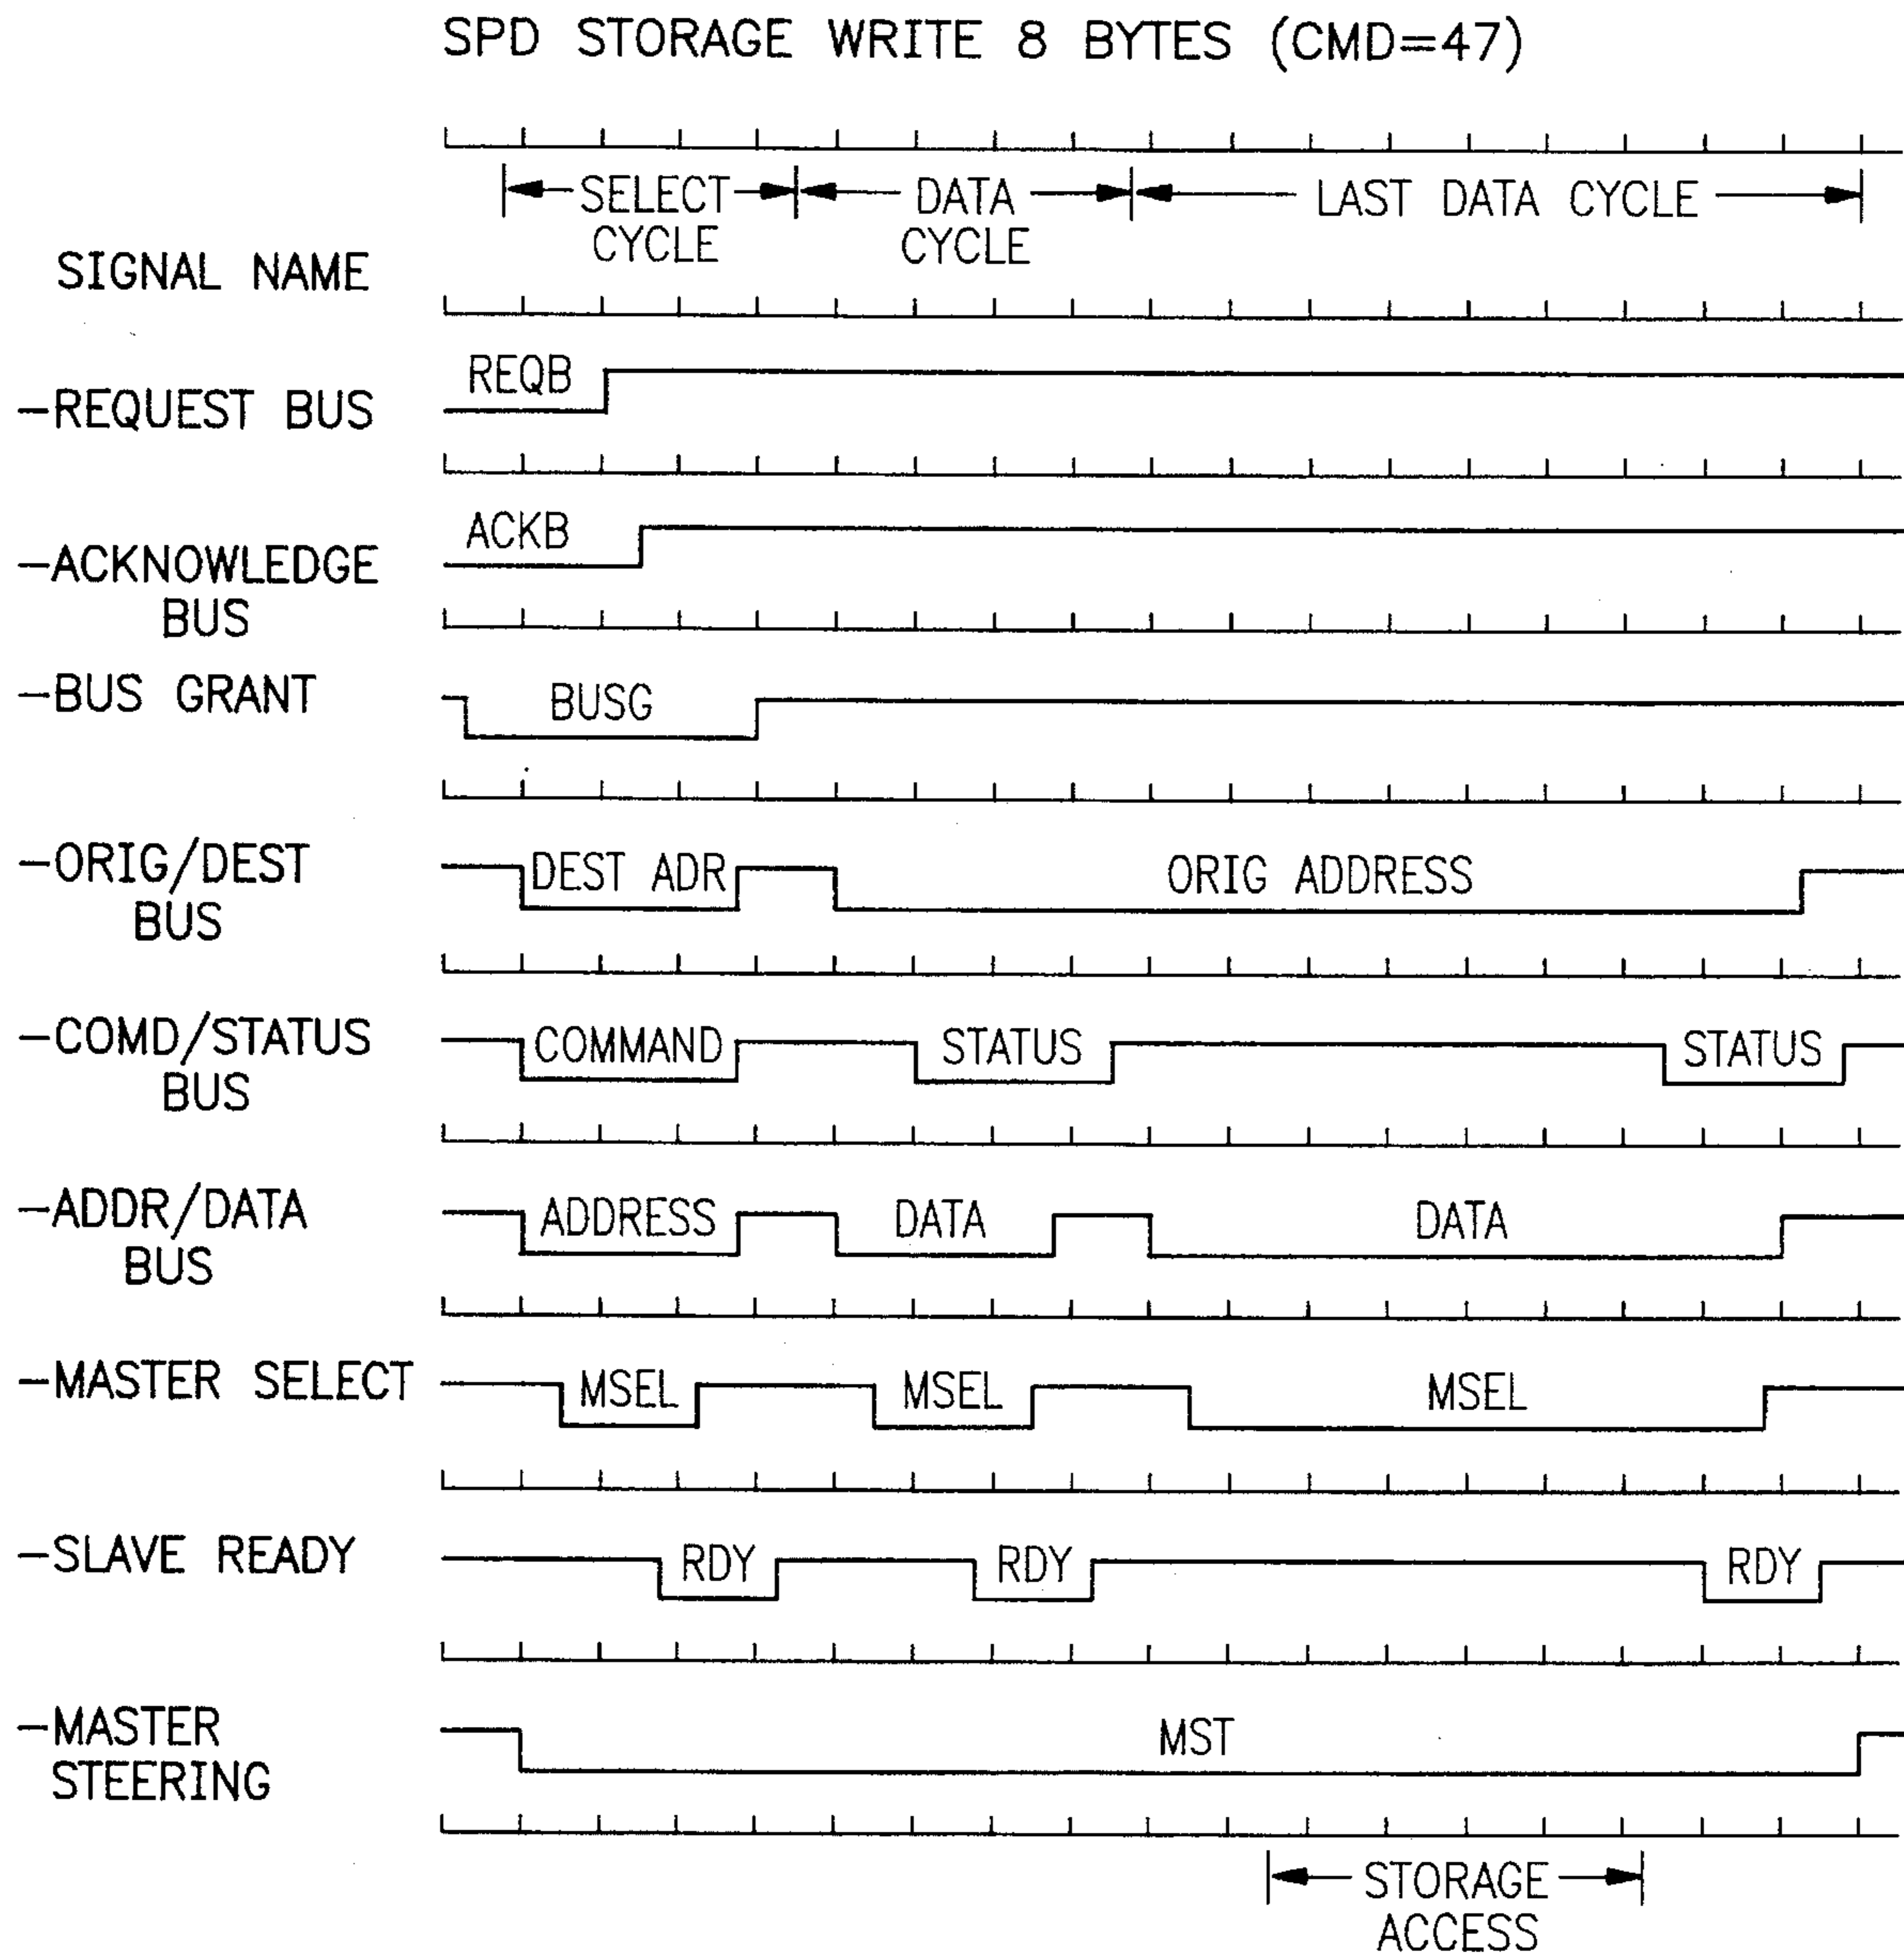 SPD STORAGE WRITE 8 BYTES (CMD=47)
SELECT
CYCLE
DATA
CYCLE
LAST DATA CYCLE
SIGNAL NAME
REQB
-REQUEST BUS
ACKB
-ACKNOWLEDGE
BUS
-BUS GRANT
BUSG
-ORIG/DEST
BUS
DEST ADR
ORIG ADDRESS
-COMD/STATUS
BUS
COMMAND
STATUS
STATUS
-ADDR/DATA
BUS
ADDRESS
DATA
DATA
-MASTER SELECT
MSEL
MSEL
MSEL
-SLAVE READY
RDY
RDY
RDY
-MASTER
STEERING
MST
STORAGE
ACCESS